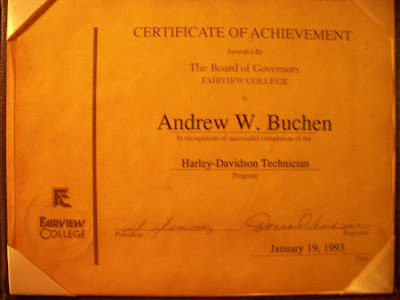 CERTIFICATE OF ACHIEVEMENT
Awarded By
The Board of Governors
FAIRVIEW COLLEGE
to
Andrew W. Buchen
In recognition of successful completion of the
Harley-Davidson Technician
Program
FAIRVIEW
COLLEGE
President
Registrar
January 19, 1993
Date